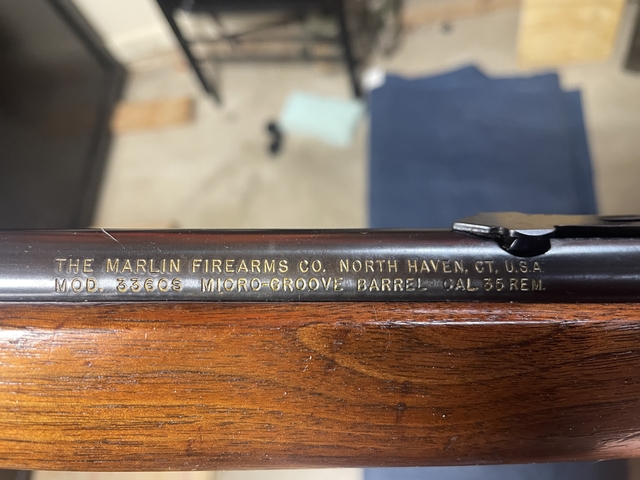 THE MARLIN FIREARMS CO. NORTH HAVEN, CT. U.S.A.
MOD. 336CS MICRO-GROOVE BARREL CAL 35 REM.